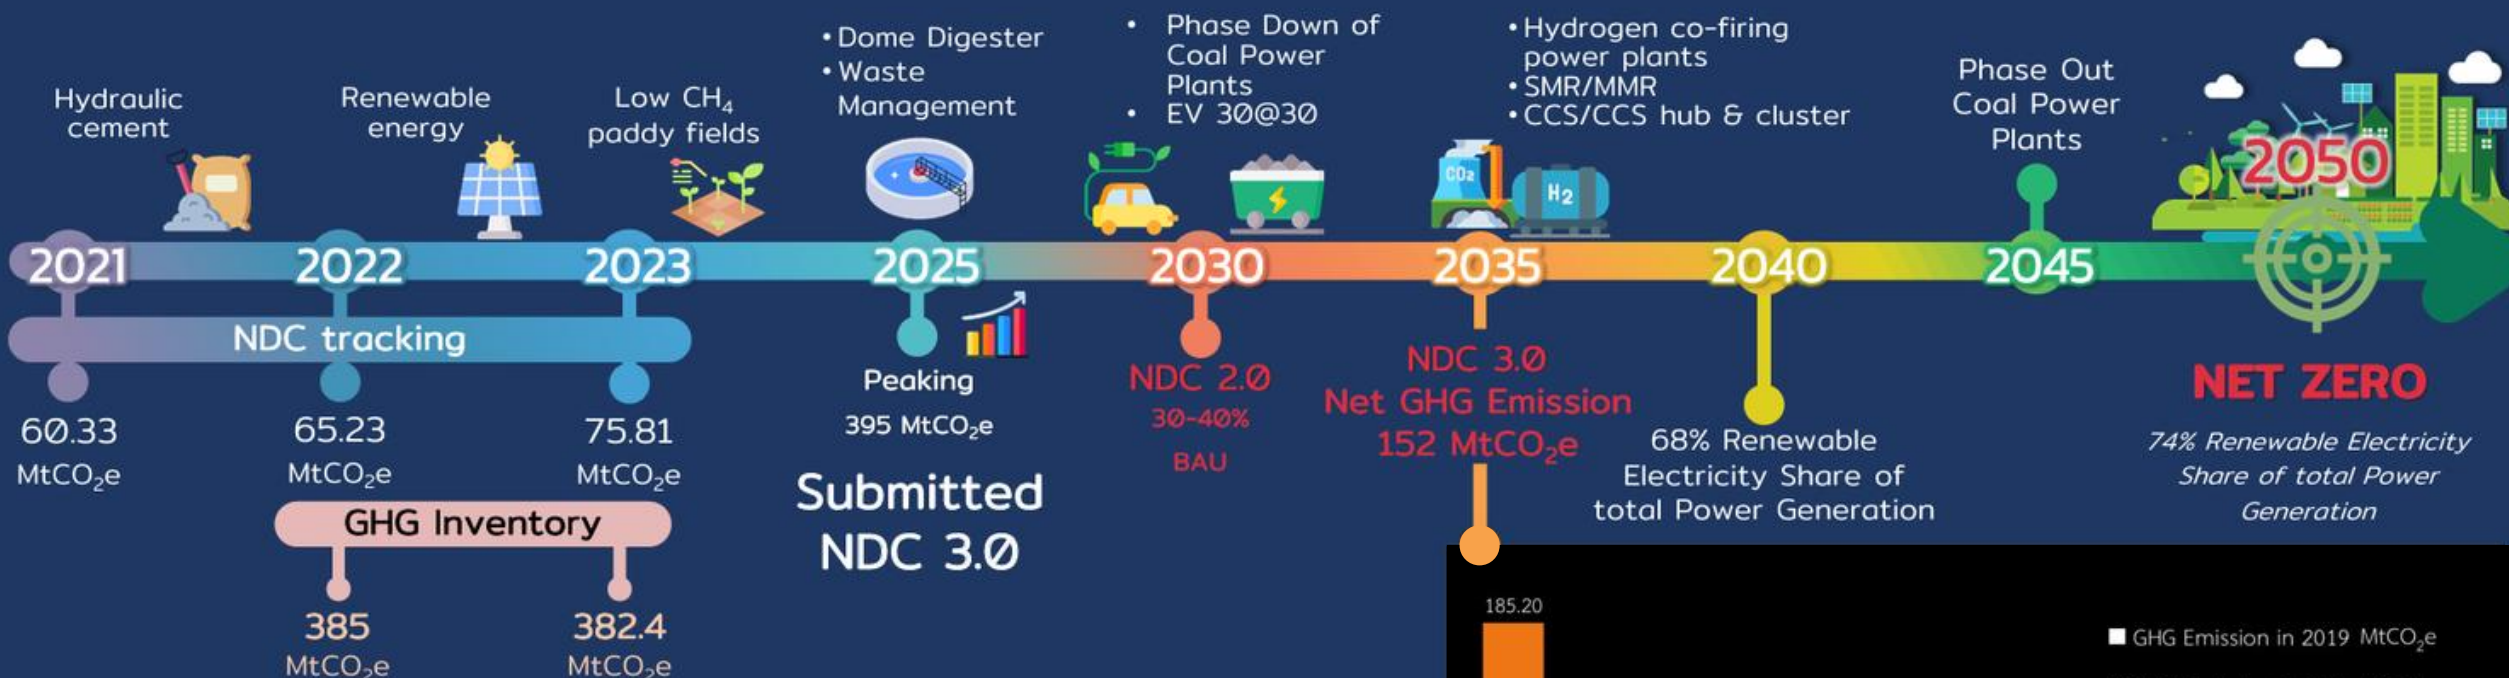 • Dome Digester
• Waste
Management
• Phase Down of
Coal Power
Plants
• EV 30@30
• Hydrogen co-firing
power plants
• SMR/MMR
• CCS/CCS hub & cluster
Phase Out
Coal Power
Plants
Hydraulic
cement
Renewable
energy
Low CH₄
paddy fields
CO₂
H₂
2050
2021
2022
2023
2025
2030
2035
2040
2045
NDC tracking
60.33
MtCO₂e
65.23
MtCO₂e
75.81
MtCO₂e
GHG Inventory
385
MtCO₂e
382.4
MtCO₂e
Peaking
395 MtCO₂e
Submitted
NDC 3.0
NDC 2.0
30-40%
BAU
NDC 3.0
Net GHG Emission
152 MtCO₂e
68% Renewable
Electricity Share of
total Power Generation
NET ZERO
74% Renewable Electricity
Share of total Power
Generation
185.20
GHG Emission in 2019 MtCO₂e